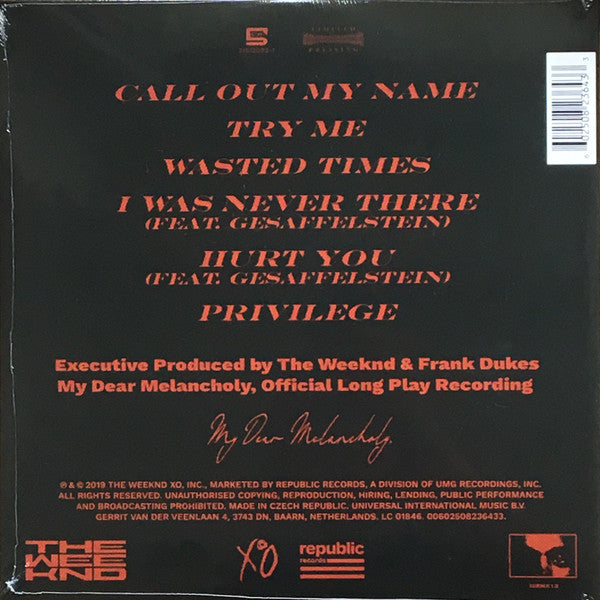 CALL OUT MY NAME
TRY ME
WASTED TIMES
I WAS NEVER THERE
(FEAT. GESAFFELSTEIN)
HURT YOU
(FEAT. GESAFFELSTEIN)
PRIVILEGE
6 02508 23643 3
Executive Produced by The Weeknd & Frank Dukes
My Dear Melancholy, Official Long Play Recording
My Dear Melancholy,
℗ & © 2019 THE WEEKND XO, INC., MARKETED BY REPUBLIC RECORDS, A DIVISION OF UMG RECORDINGS, INC.
ALL RIGHTS RESERVED. UNAUTHORISED COPYING, REPRODUCTION, HIRING, LENDING, PUBLIC PERFORMANCE
AND BROADCASTING PROHIBITED. MADE IN CZECH REPUBLIC. UNIVERSAL INTERNATIONAL MUSIC B.V.
GERRIT VAN DER VEENLAAN 4, 3743 DN, BAARN, NETHERLANDS. LC 01846. 00602508236433.
THE
WEE
KND
XO
republic
records